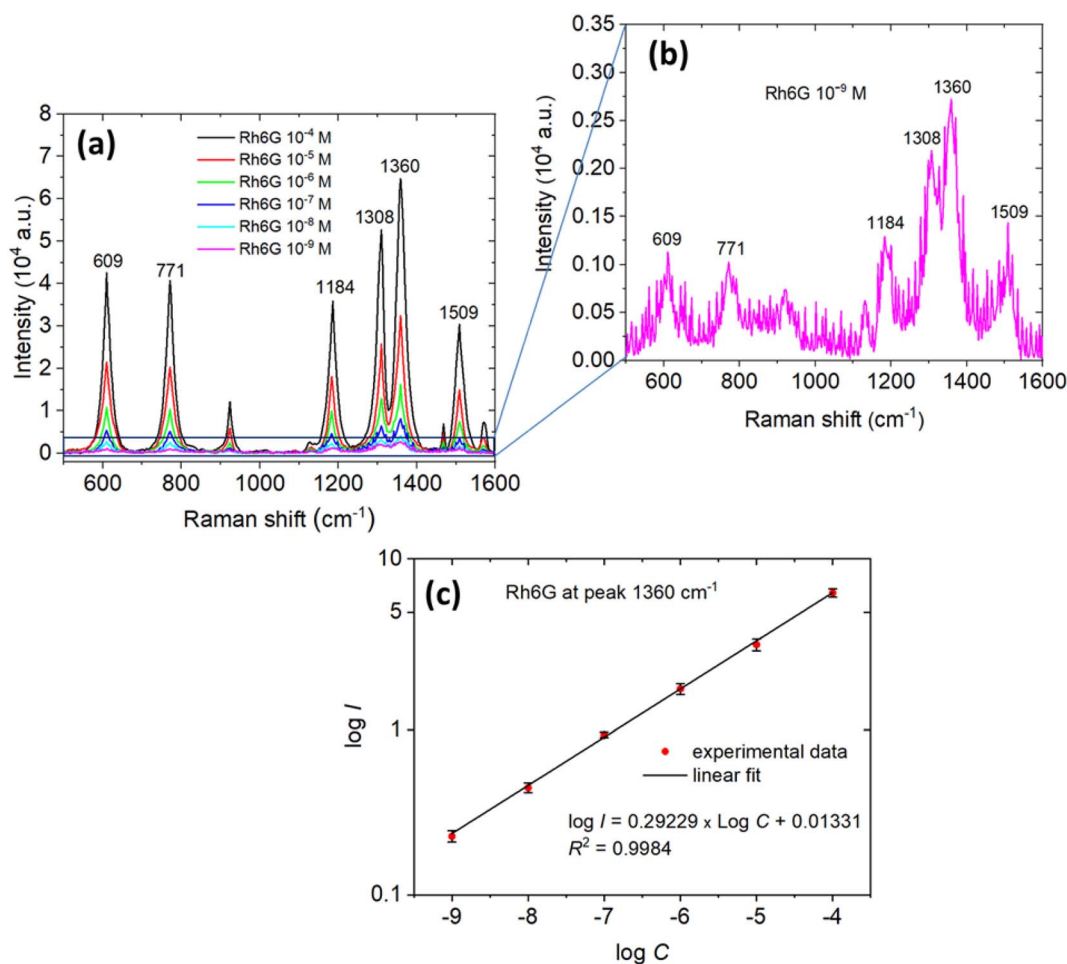 (a)
Rh6G 10⁻⁴ M
Rh6G 10⁻⁵ M
Rh6G 10⁻⁶ M
Rh6G 10⁻⁷ M
Rh6G 10⁻⁸ M
Rh6G 10⁻⁹ M
609
771
1184
1308
1360
1509
8
7
6
5
4
3
2
1
0
Intensity (10⁴ a.u.)
600 800 1000 1200 1400 1600
Raman shift (cm⁻¹)
(b)
Rh6G 10⁻⁹ M
609
771
1184
1308
1360
1509
0.35
0.30
0.25
0.20
0.15
0.10
0.05
0.00
Intensity (10⁴ a.u.)
600 800 1000 1200 1400 1600
Raman shift (cm⁻¹)
(c)
Rh6G at peak 1360 cm⁻¹
10
5
1
0.1
log I
experimental data
linear fit
log I = 0.29229 x Log C + 0.01331
R² = 0.9984
-9 -8 -7 -6 -5 -4
log C